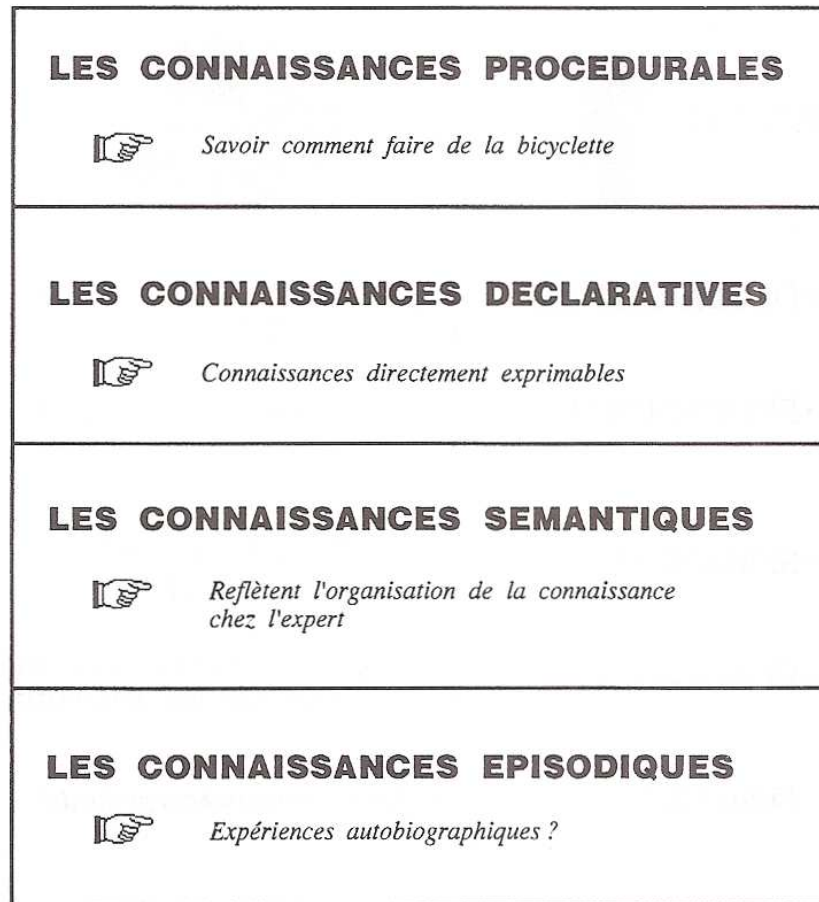 LES CONNAISSANCES PROCEDURALES
Savoir comment faire de la bicyclette
LES CONNAISSANCES DECLARATIVES
Connaissances directement exprimables
LES CONNAISSANCES SEMANTIQUES
Reflètent l'organisation de la connaissance
chez l'expert
LES CONNAISSANCES EPISODIQUES
Expériences autobiographiques ?